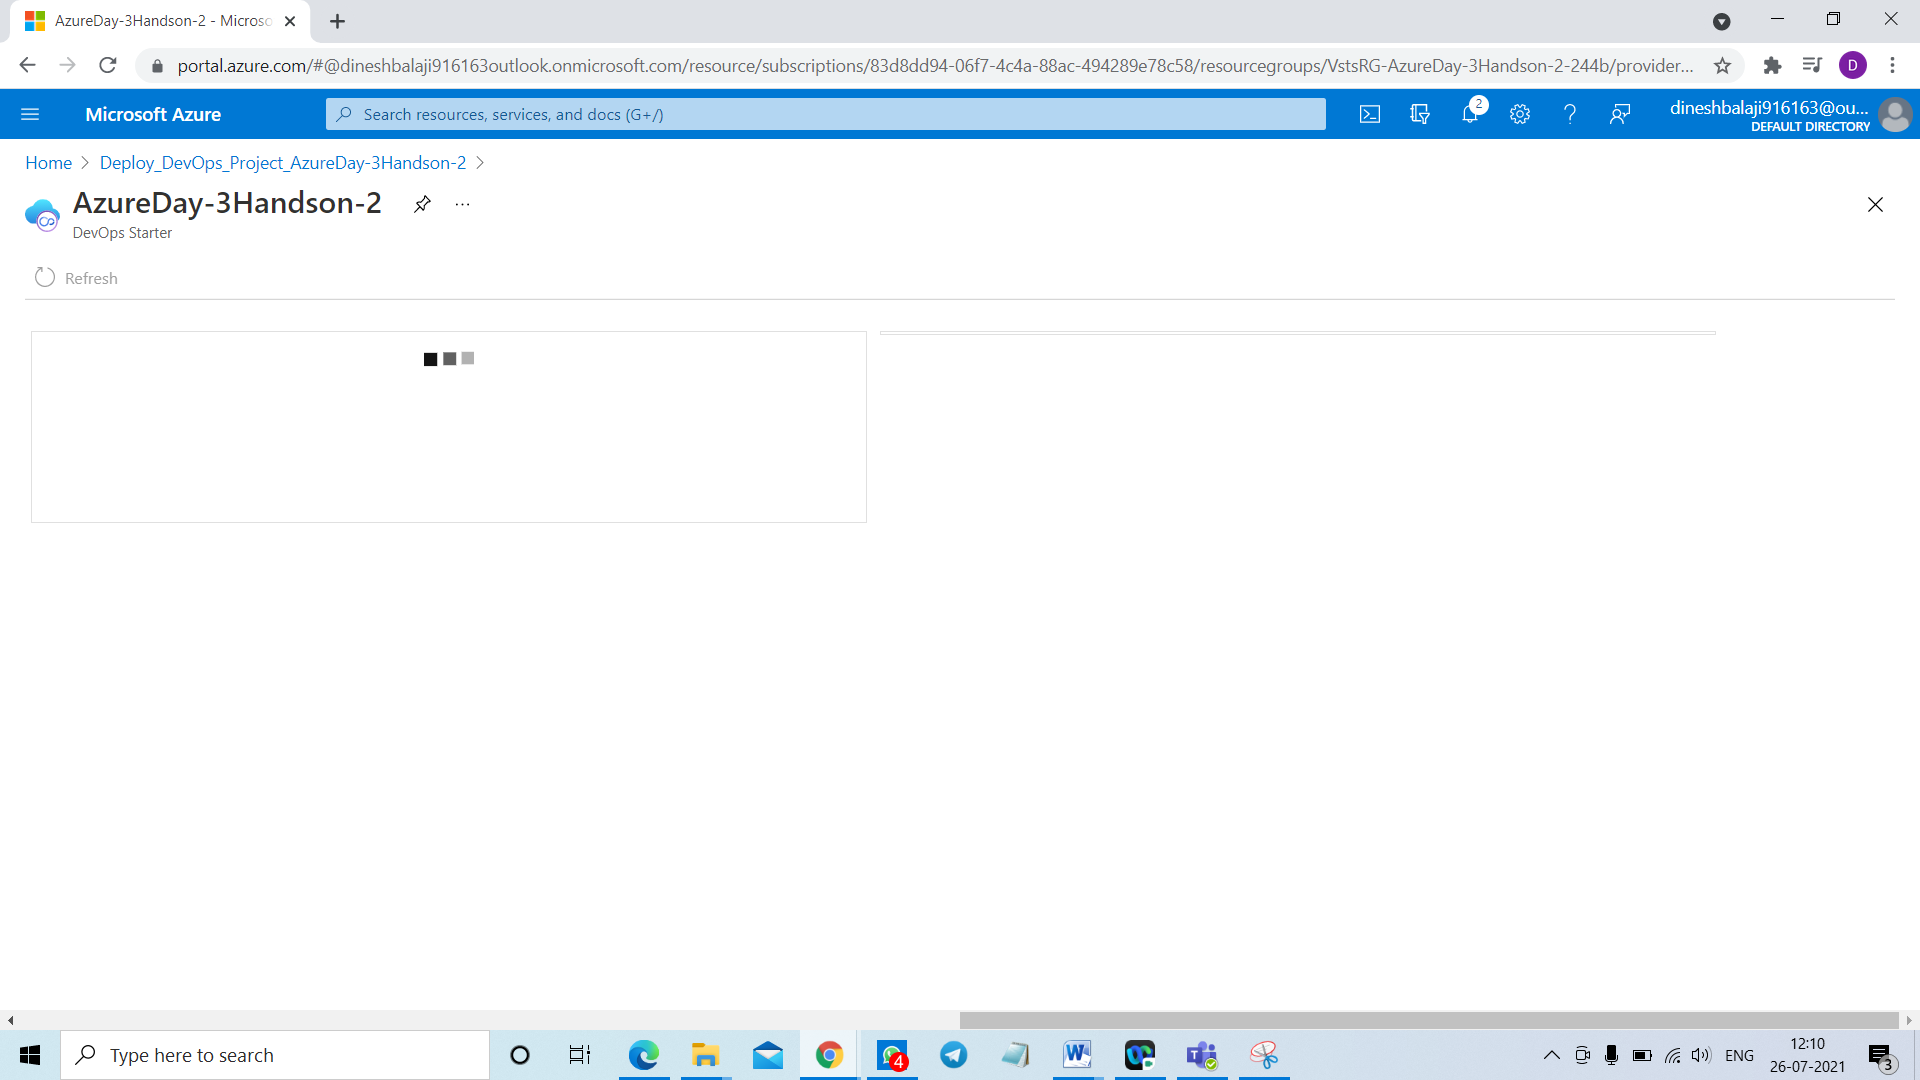 AzureDay-3Handson-2 - Microso
portal.azure.com/#@dineshbalaji916163outlook.onmicrosoft.com/resource/subscriptions/83d8dd94-06f7-4c4a-88ac-494289e78c58/resourcegroups/VstsRG-AzureDay-3Handson-2-244b/provider...
D
Microsoft Azure
Search resources, services, and docs (G+/)
2
dineshbalaji916163@ou...
DEFAULT DIRECTORY
Home > Deploy_DevOps_Project_AzureDay-3Handson-2 >
AzureDay-3Handson-2
DevOps Starter
Refresh
Type here to search
4
ENG
12:10
26-07-2021
3